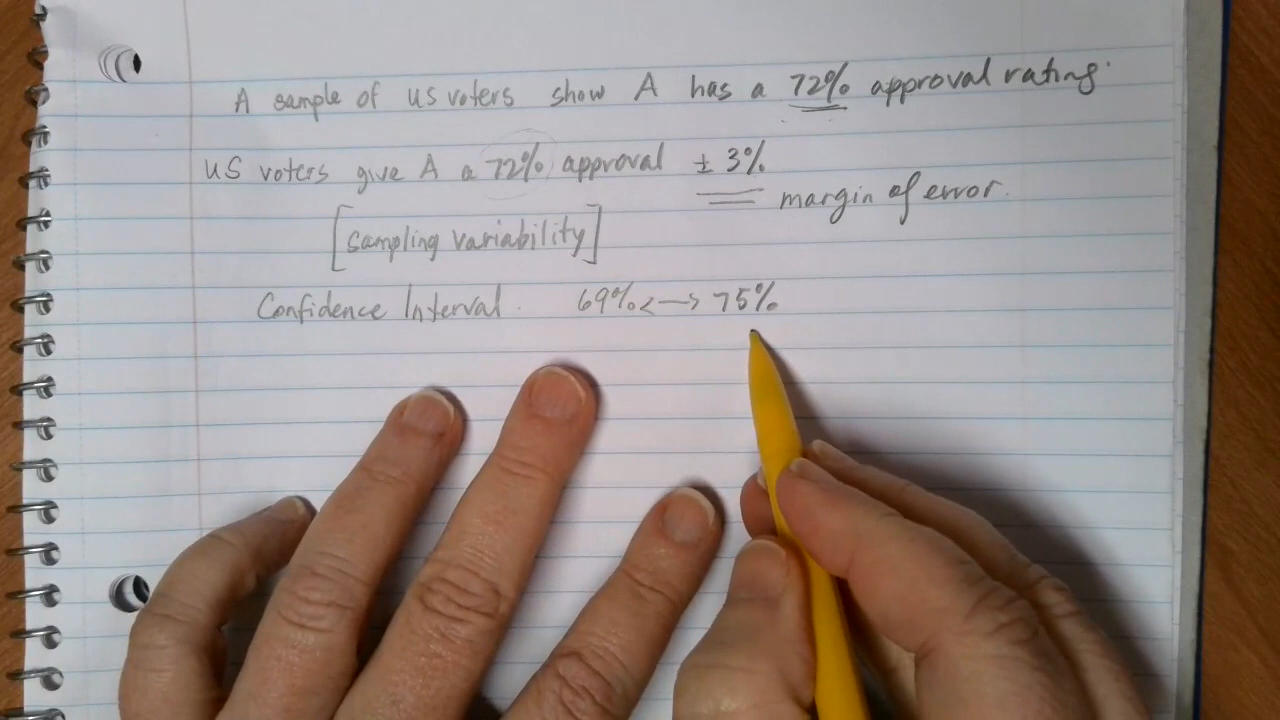 A sample of US voters show A has a 72% approval rating.
US voters give A a 72% approval ± 3%
margin of error.
[sampling variability]
Confidence Interval. 69% <—> 75%